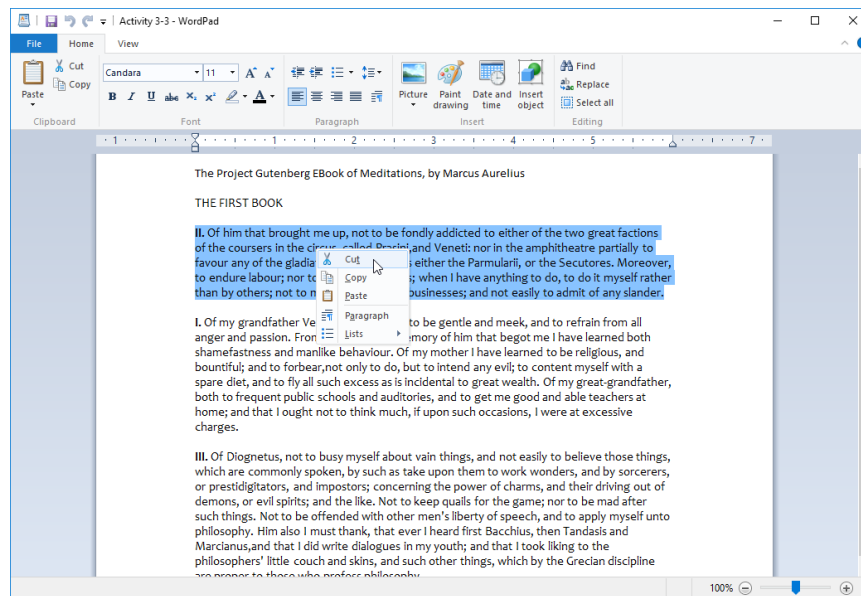 Activity 3-3 - WordPad
File Home View
Cut
Copy
Paste
Clipboard
Candara 11 A A
B I U abc X₂ X² A
Font
Paragraph
Picture
Paint drawing
Date and time
Insert object
Insert
Find
Replace
Select all
Editing
1 1 2 3 4 5 7
The Project Gutenberg EBook of Meditations, by Marcus Aurelius
THE FIRST BOOK
II. Of him that brought me up, not to be fondly addicted to either of the two great factions
of the coursers in the circus, called Prasini,and Veneti: nor in the amphitheatre partially to
favour any of the gladia s either the Parmularii, or the Secutores. Moreover,
to endure labour; nor to s; when I have anything to do, to do it myself rather
than by others; not to m businesses; and not easily to admit of any slander.
Cut
Copy
Paste
Paragraph
Lists
I. Of my grandfather Ve to be gentle and meek, and to refrain from all
anger and passion. From emory of him that begot me I have learned both
shamefastness and manlike behaviour. Of my mother I have learned to be religious, and
bountiful; and to forbear,not only to do, but to intend any evil; to content myself with a
spare diet, and to fly all such excess as is incidental to great wealth. Of my great-grandfather,
both to frequent public schools and auditories, and to get me good and able teachers at
home; and that I ought not to think much, if upon such occasions, I were at excessive
charges.
III. Of Diognetus, not to busy myself about vain things, and not easily to believe those things,
which are commonly spoken, by such as take upon them to work wonders, and by sorcerers,
or prestidigitators, and impostors; concerning the power of charms, and their driving out of
demons, or evil spirits; and the like. Not to keep quails for the game; nor to be mad after
such things. Not to be offended with other men's liberty of speech, and to apply myself unto
philosophy. Him also I must thank, that ever I heard first Bacchius, then Tandasis and
Marcianus,and that I did write dialogues in my youth; and that I took liking to the
philosophers' little couch and skins, and such other things, which by the Grecian discipline
are proper to those who profess philosophy.
100%